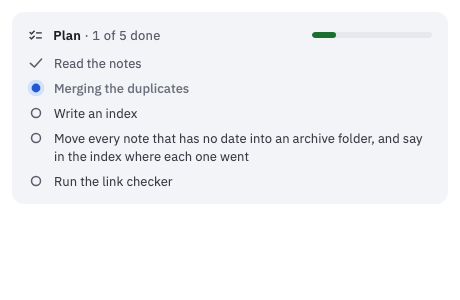 Plan · 1 of 5 done
Read the notes
Merging the duplicates
Write an index
Move every note that has no date into an archive folder, and say
in the index where each one went
Run the link checker